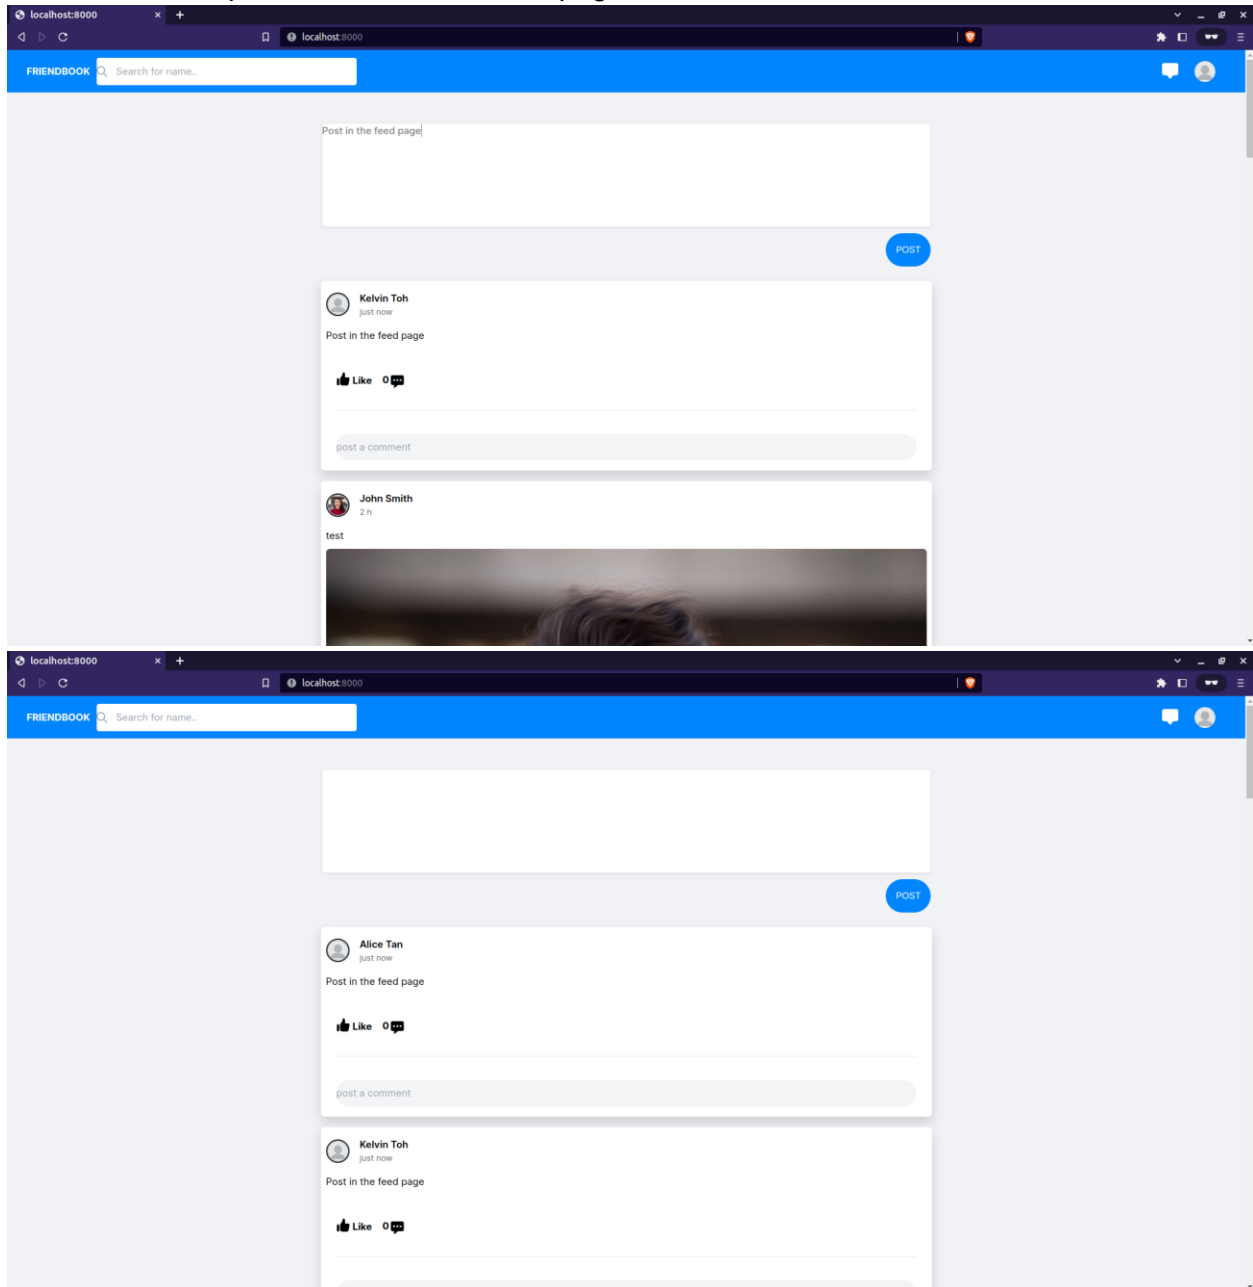 localhost:8000
localhost:8000
FRIENDBOOK Search for name..
Post in the feed page
POST
Kelvin Toh
just now
Post in the feed page
Like 0
post a comment
John Smith
2 h
test
localhost:8000
localhost:8000
FRIENDBOOK Search for name..
POST
Alice Tan
just now
Post in the feed page
Like 0
post a comment
Kelvin Toh
just now
Post in the feed page
Like 0